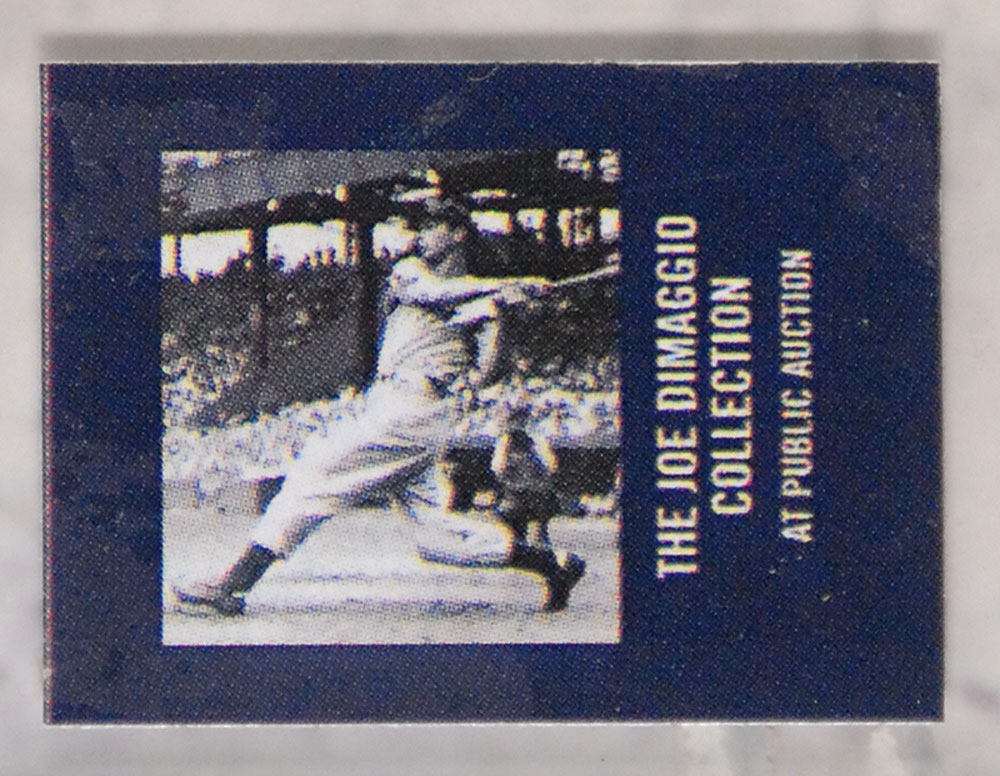 THE JOE DIMAGGIO
COLLECTION
AT PUBLIC AUCTION